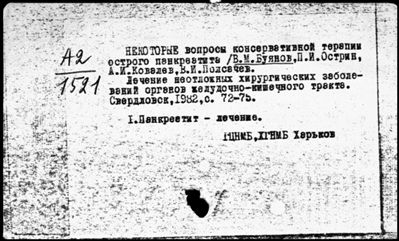 А2
1521
НЕКОТОРЫЕ вопросы консервативной терапии
острого панкреатита /В.М.Буянов, П.И.Острин,
А.И.Ковалев, В.И.Полсачев.
Лечение неотложных хирургических заболе-
ваний органов желудочно-кишечного тракта.
Свердловск, 1982, с. 72-75.
1.Панкреатит - лечение.
ГЦНМБ, ХГНМБ Харьков